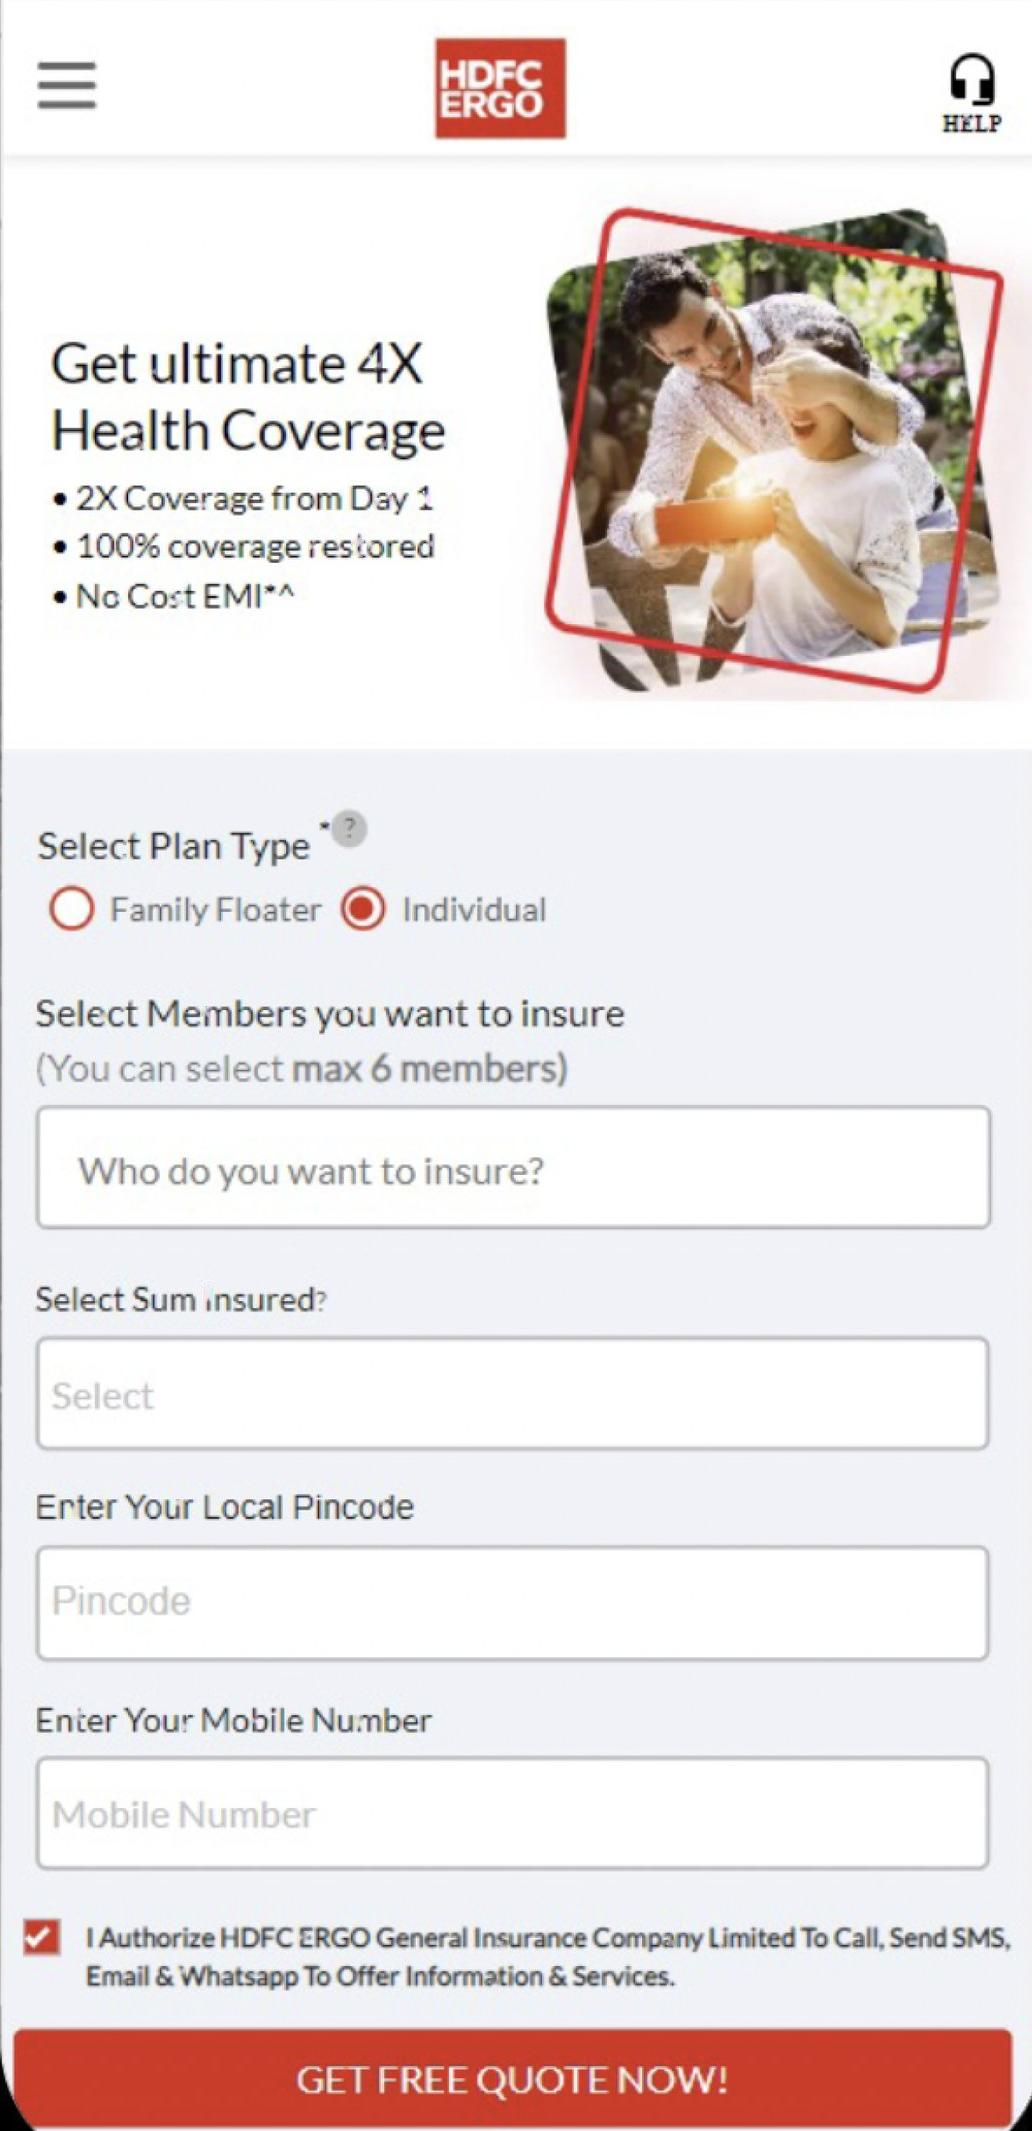 HDFC
ERGO
HELP
Get ultimate 4X
Health Coverage
• 2X Coverage from Day 1
• 100% coverage restored
• No Cost EMI*^
Select Plan Type *?
Family Floater Individual
Select Members you want to insure
(You can select max 6 members)
Who do you want to insure?
Select Sum Insured?
Select
Enter Your Local Pincode
Pincode
Enter Your Mobile Number
Mobile Number
I Authorize HDFC ERGO General Insurance Company Limited To Call, Send SMS,
Email & Whatsapp To Offer Information & Services.
GET FREE QUOTE NOW!